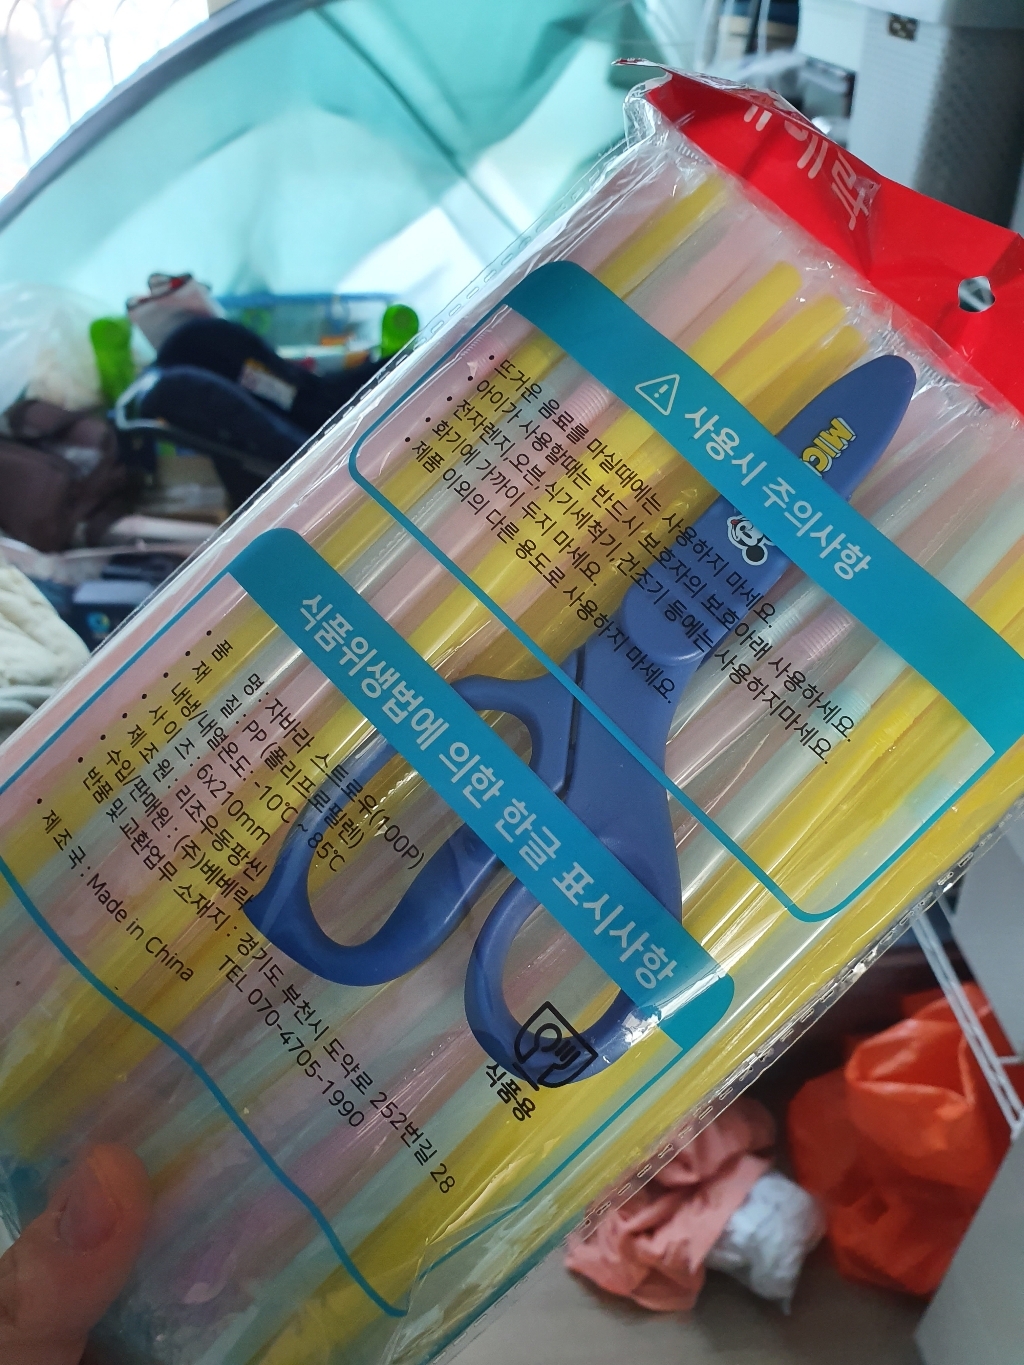 ⚠ 사용시 주의사항
• 뜨거운 음료를 마실때에는 사용하지 마세요.
• 아이가 사용할때는 반드시 보호자의 보호아래 사용하세요.
• 전자렌지, 오븐, 식기세척기, 건조기 등에는 사용하지마세요.
• 화기에 가까이 두지 마세요.
• 제품 이외의 다른 용도로 사용하지 마세요.
식품위생법에 의한 한글 표시사항
• 품 명 : 자바라 스트로우(100P)
• 재 질 : PP (폴리프로필렌)
• 내냉/내열온도: -10℃ ~ 85℃
• 사이즈 : 6x210mm
• 제 조 원 : 리조우동팡씬
• 수입/판매원 : (주)베베락
반품 및 교환업무 소재지 : 경기도 부천시 도약로 252번길 28
TEL 070-4705-1990
• 제조국 : Made in China
식품용